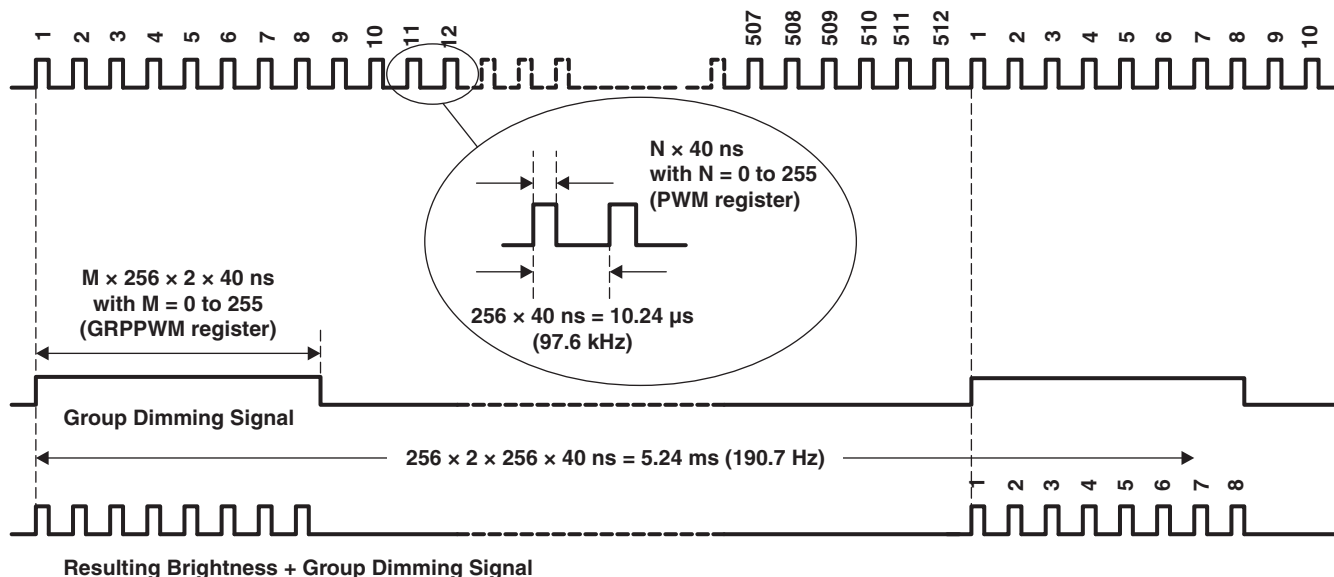 1 2 3 4 5 6 7 8 9 10 11 12 507 508 509 510 511 512 1 2 3 4 5 6 7 8 9 10
N × 40 ns
with N = 0 to 255
(PWM register)
M × 256 × 2 × 40 ns
with M = 0 to 255
(GRPPWM register)
256 × 40 ns = 10.24 µs
(97.6 kHz)
Group Dimming Signal
256 × 2 × 256 × 40 ns = 5.24 ms (190.7 Hz)
1 2 3 4 5 6 7 8
Resulting Brightness + Group Dimming Signal